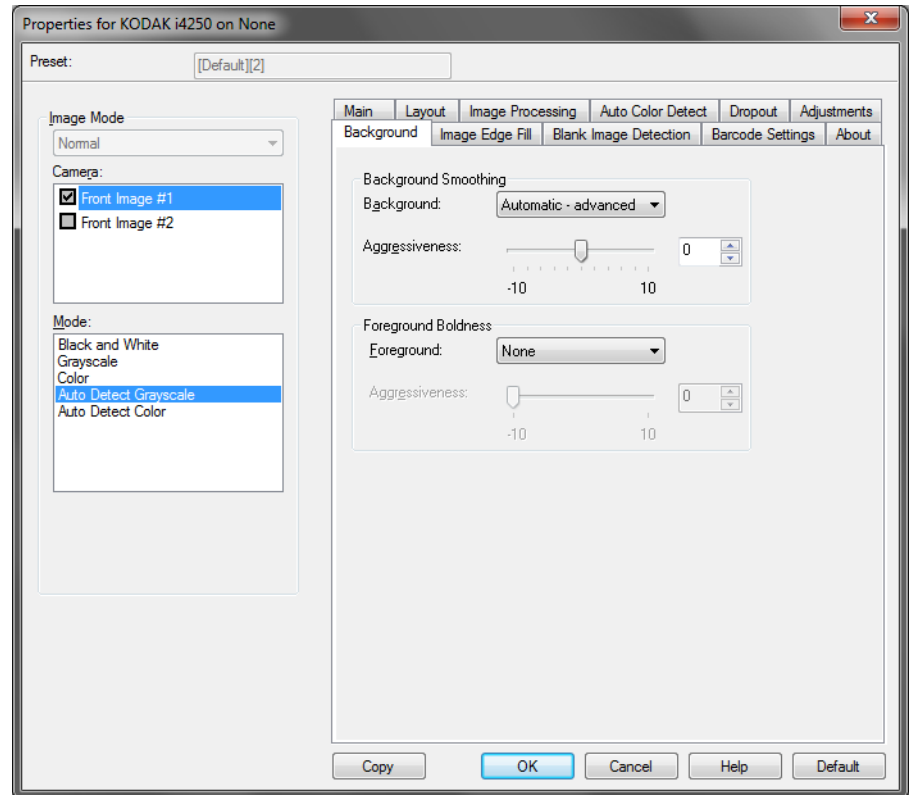 Properties for KODAK i4250 on None
Preset: [Default][2]
Image Mode
Normal
Camera:
Front Image #1
Front Image #2
Mode:
Black and White
Grayscale
Color
Auto Detect Grayscale
Auto Detect Color
Main Layout Image Processing Auto Color Detect Dropout Adjustments
Background Image Edge Fill Blank Image Detection Barcode Settings About
Background Smoothing
Background: Automatic - advanced
Aggressiveness: 0
-10 10
Foreground Boldness
Foreground: None
Aggressiveness: 0
-10 10
Copy OK Cancel Help Default